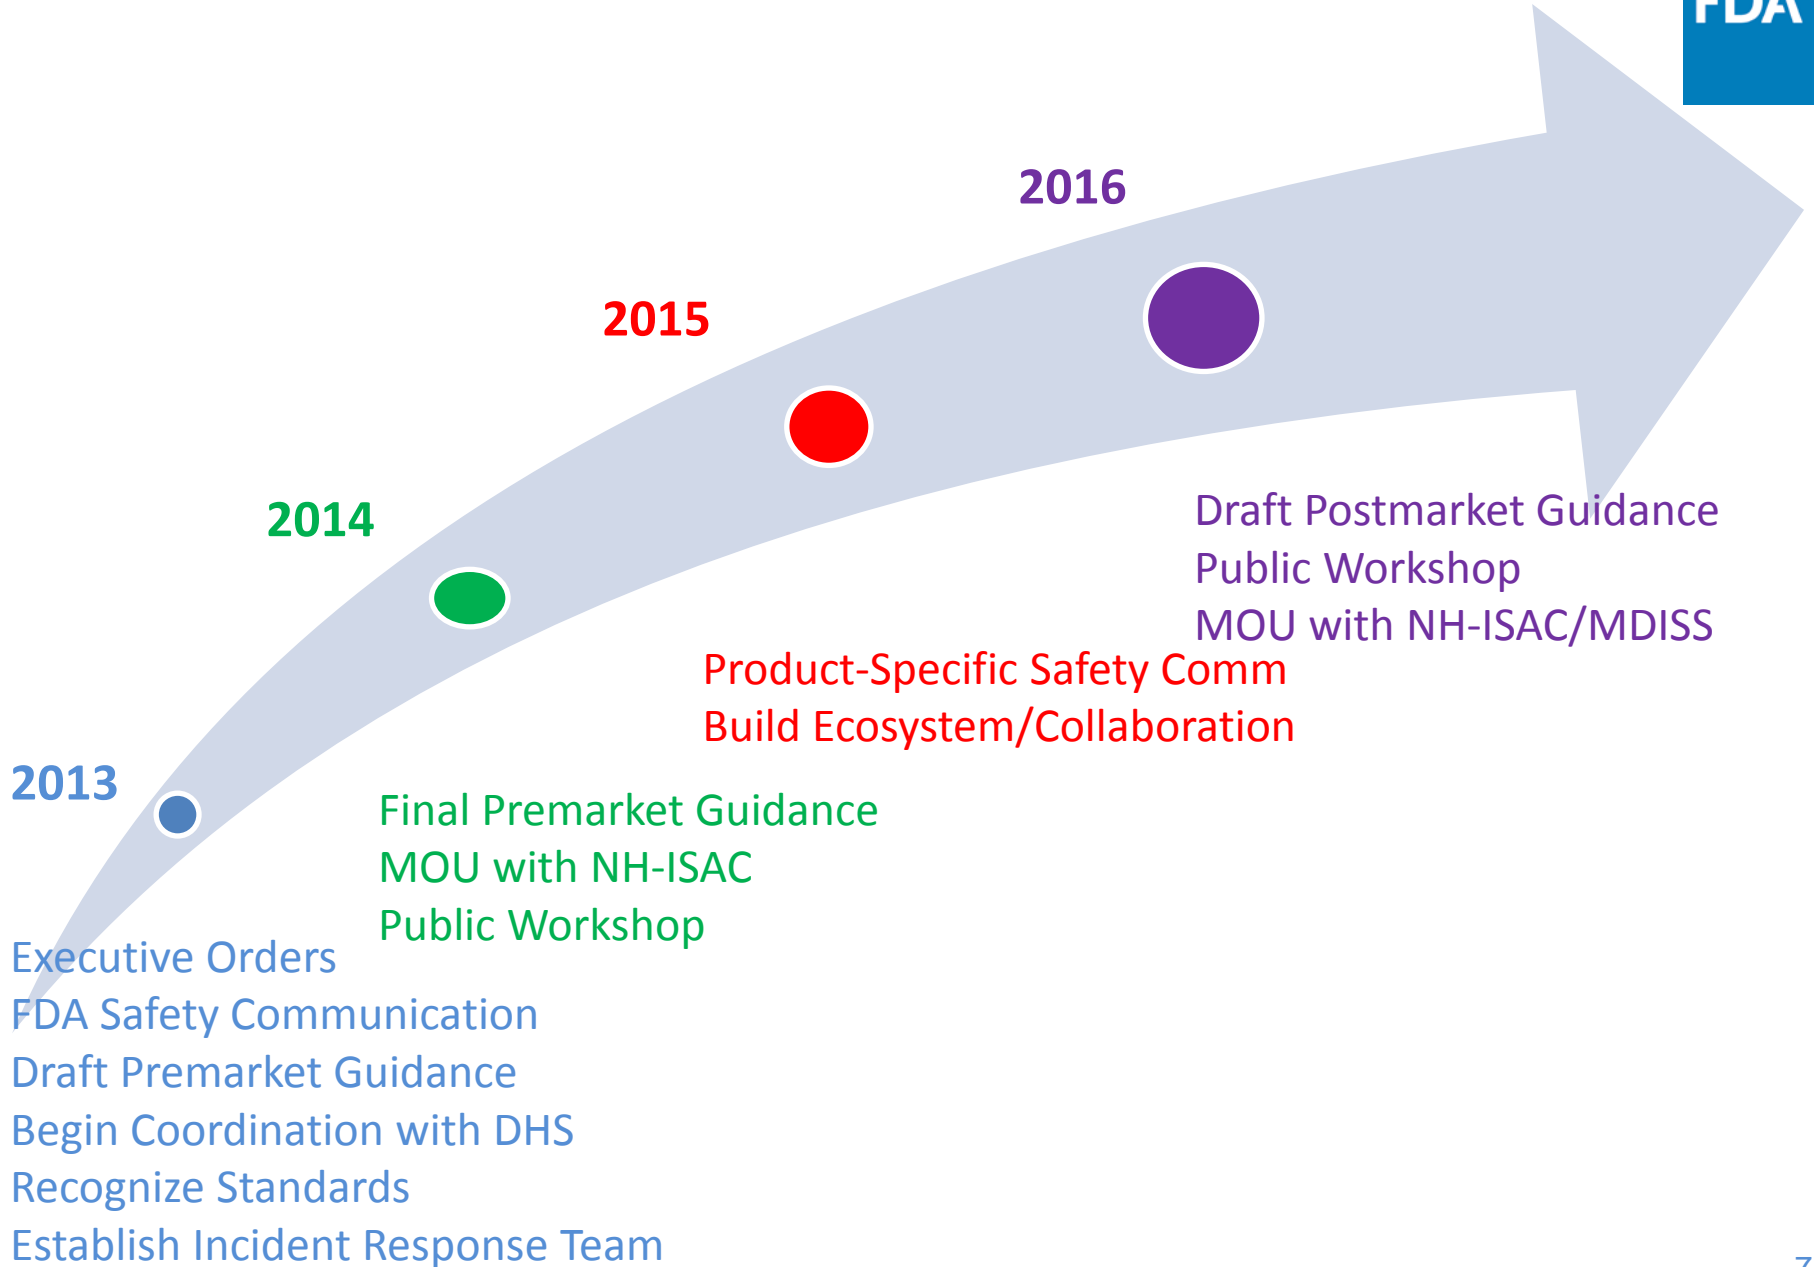 FDA
2016
2015
2014
2013
Draft Postmarket Guidance
Public Workshop
MOU with NH-ISAC/MDISS
Product-Specific Safety Comm
Build Ecosystem/Collaboration
Final Premarket Guidance
MOU with NH-ISAC
Public Workshop
Executive Orders
FDA Safety Communication
Draft Premarket Guidance
Begin Coordination with DHS
Recognize Standards
Establish Incident Response Team
7